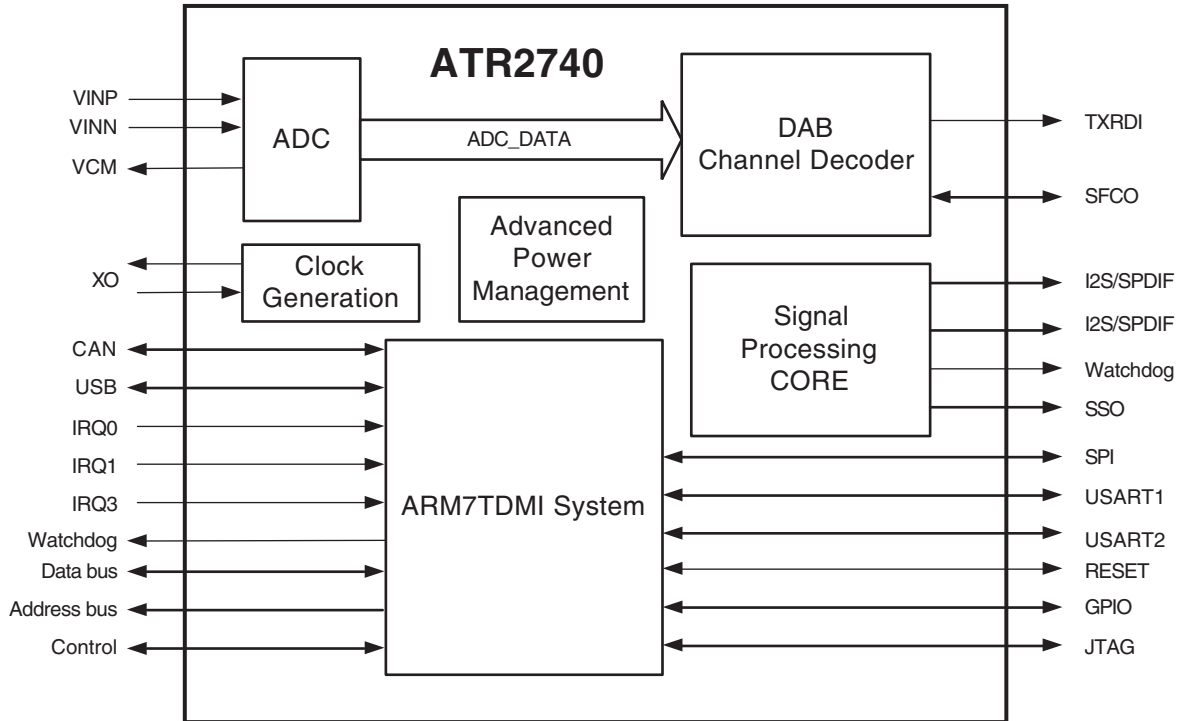 ATR2740
VINP
VINN
VCM
ADC
ADC_DATA
DAB
Channel Decoder
TXRDI
SFCO
XO
Clock
Generation
Advanced
Power
Management
Signal
Processing
CORE
I2S/SPDIF
I2S/SPDIF
Watchdog
SSO
CAN
USB
IRQ0
IRQ1
IRQ3
Watchdog
Data bus
Address bus
Control
ARM7TDMI System
SPI
USART1
USART2
RESET
GPIO
JTAG